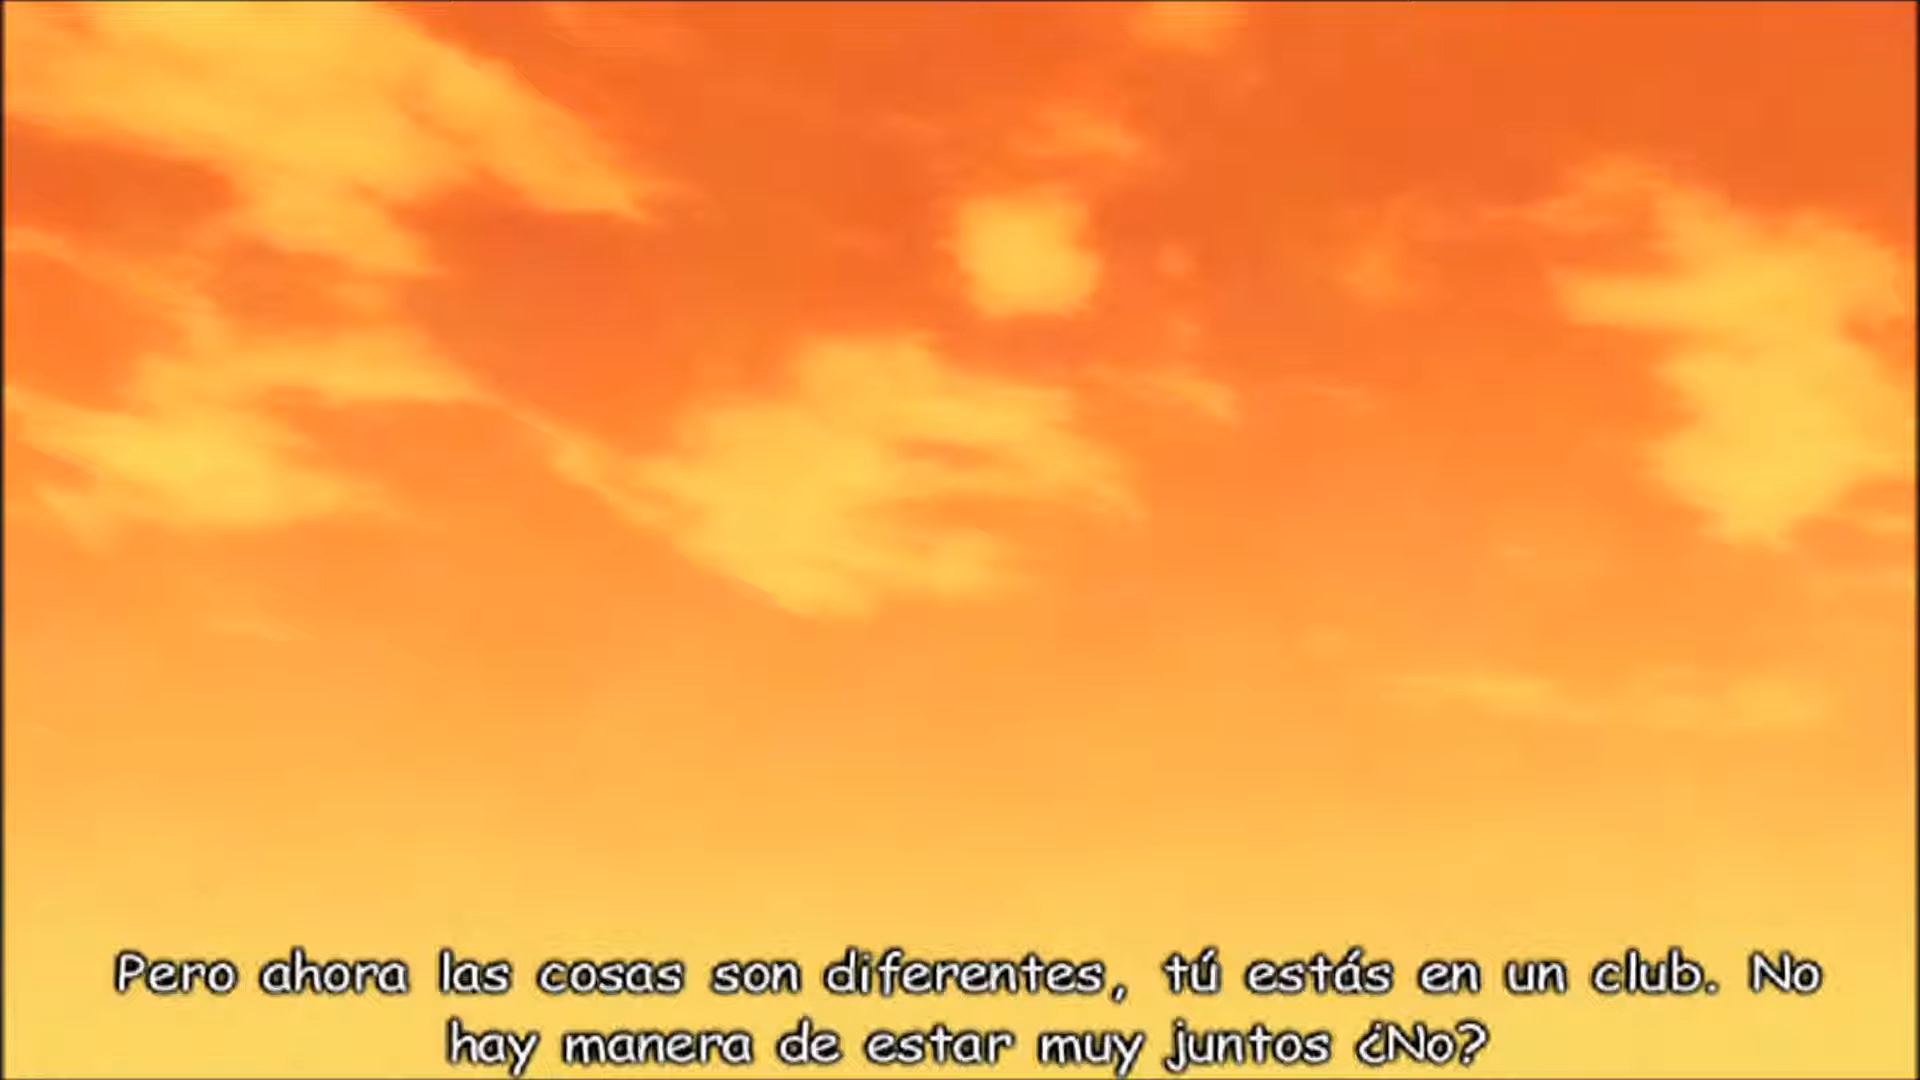 Pero ahora las cosas son diferentes, tú estás en un club. No
hay manera de estar muy juntos ¿No?